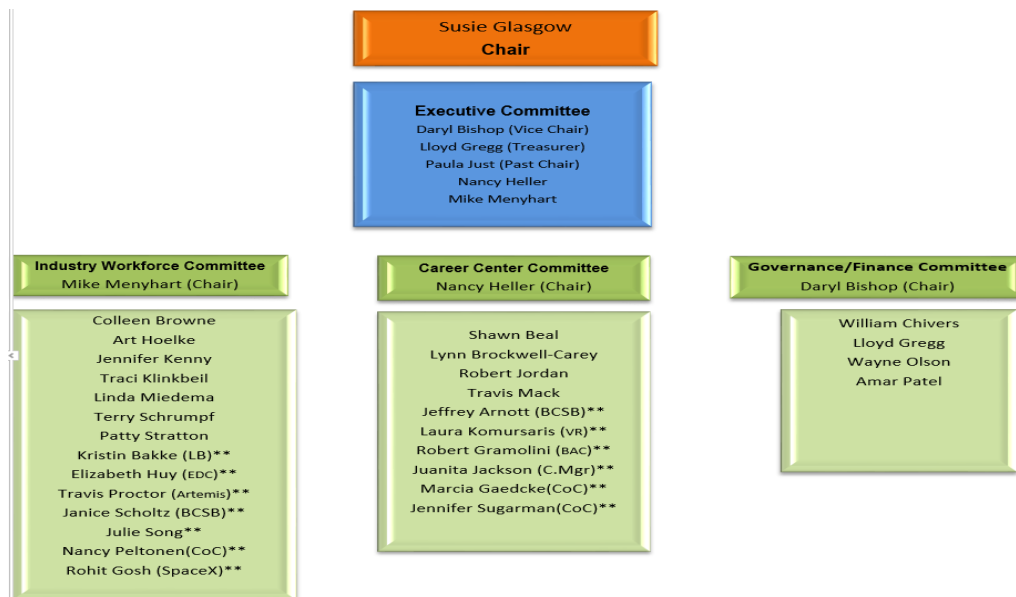 Susie Glasgow
Chair
Executive Committee
Daryl Bishop (Vice Chair)
Lloyd Gregg (Treasurer)
Paula Just (Past Chair)
Nancy Heller
Mike Menyhart
Industry Workforce Committee
Mike Menyhart (Chair)
Colleen Browne
Art Hoelke
Jennifer Kenny
Traci Klinkbeil
Linda Miedema
Terry Schrumpf
Patty Stratton
Kristin Bakke (LB)**
Elizabeth Huy (EDC)**
Travis Proctor (Artemis)**
Janice Scholtz (BCSB)**
Julie Song**
Nancy Peltonen(CoC)**
Rohit Gosh (SpaceX)**
Career Center Committee
Nancy Heller (Chair)
Shawn Beal
Lynn Brockwell-Carey
Robert Jordan
Travis Mack
Jeffrey Arnott (BCSB)**
Laura Komursaris (VR)**
Robert Gramolini (BAC)**
Juanita Jackson (C.Mgr)**
Marcia Gaedcke(CoC)**
Jennifer Sugarman(CoC)**
Governance/Finance Committee
Daryl Bishop (Chair)
William Chivers
Lloyd Gregg
Wayne Olson
Amar Patel